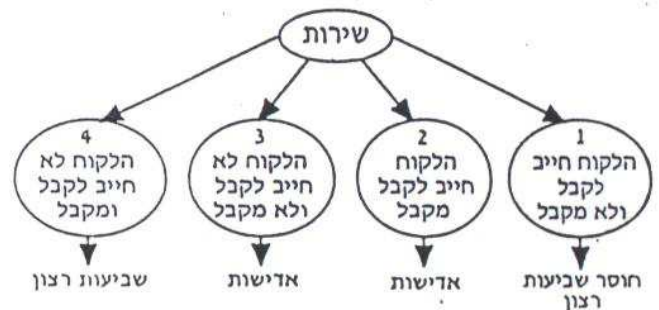 שירות
1
הלקוח חייב
לקבל
ולא מקבל
2
הלקוח
חייב לקבל
מקבל
3
הלקוח לא
חייב לקבל
ולא מקבל
4
הלקוח לא
חייב לקבל
ומקבל
חוסר שביעות
רצון
אדישות
אדישות
שביעות רצון